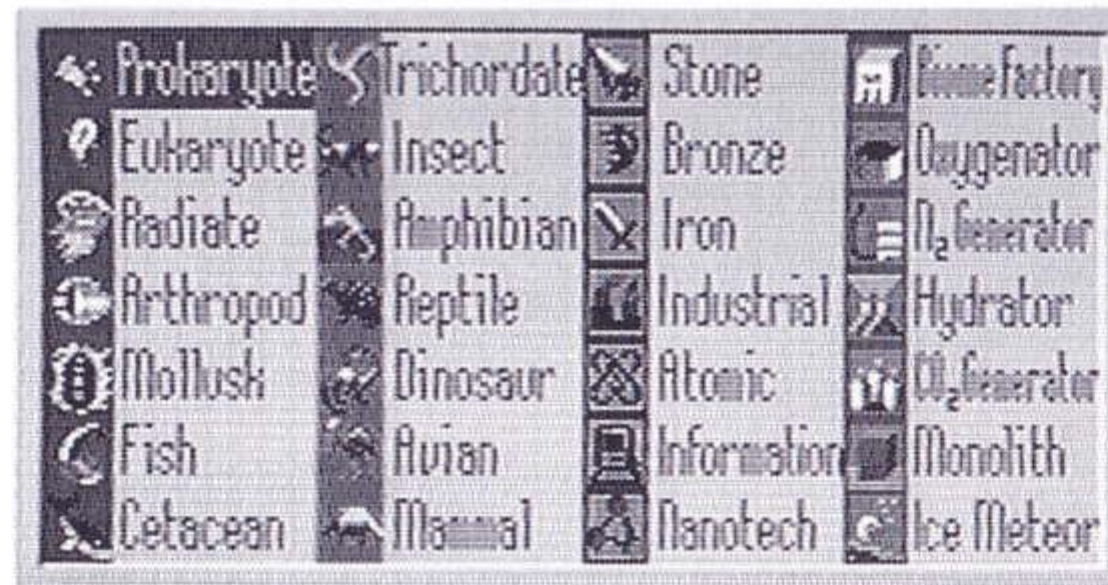 Prokaryote Trichordate Stone Biome Factory
Eukaryote Insect Bronze Oxygenator
Radiate Amphibian Iron N₂ Generator
Arthropod Reptile Industrial Hydrator
Mollusk Dinosaur Atomic CO₂ Generator
Fish Avian Information Monolith
Cetacean Mammal Nanotech Ice Meteor